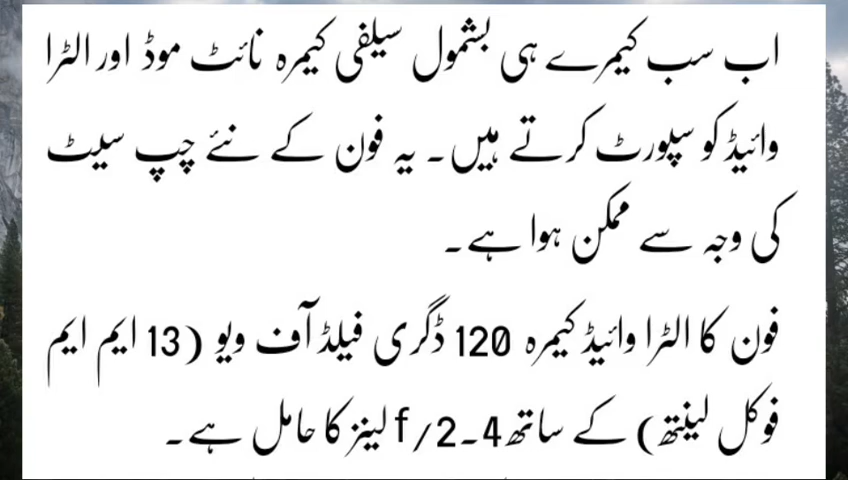 اب سب کیمرے ہی بشمول سیلفی کیمرہ نائٹ موڈ اور الٹرا
وائیڈ کو سپورٹ کرتے ہیں۔ یہ فون کے نئے چپ سیٹ
کی وجہ سے ممکن ہوا ہے۔
فون کا الٹرا وائیڈ کیمرہ 120 ڈگری فیلڈ آف ویو (13 ایم ایم
فوکل لینتھ) کے ساتھ f/2۔4 لینز کا حامل ہے۔